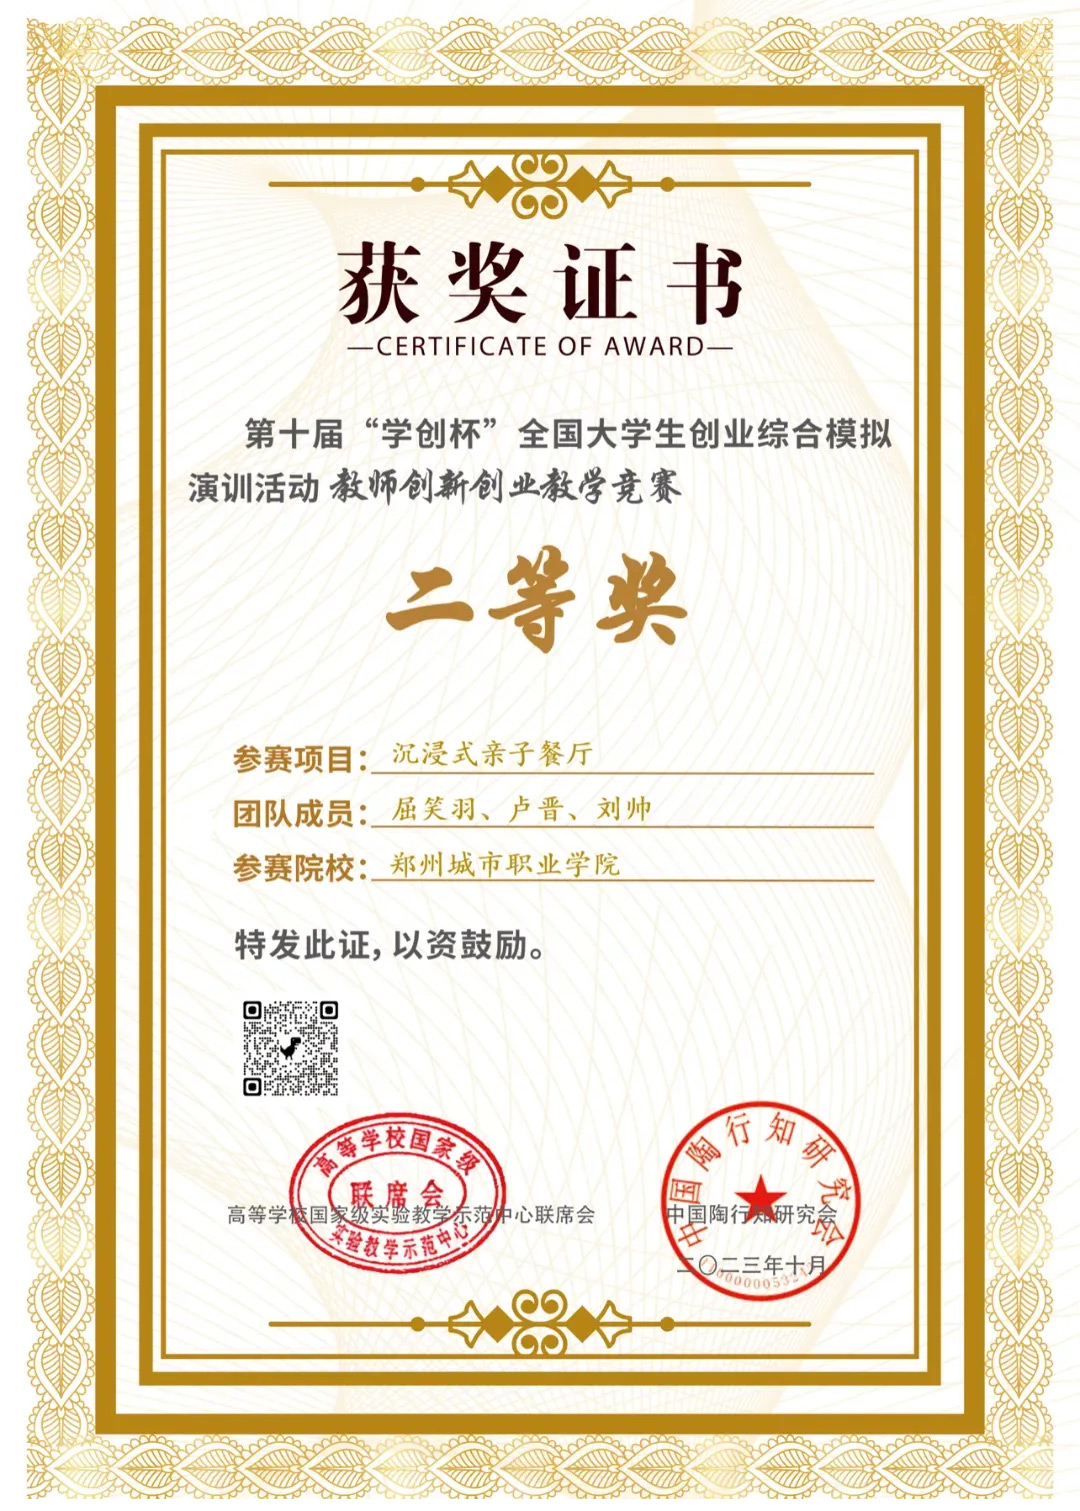 获奖证书
—CERTIFICATE OF AWARD—
第十届“学创杯”全国大学生创业综合模拟
演训活动 教师创新创业教学竞赛
二等奖
参赛项目：沉浸式亲子餐厅
团队成员：屈笑羽、卢晋、刘帅
参赛院校：郑州城市职业学院
特发此证，以资鼓励。
高等学校国家级
联席会
实验教学示范中心
高等学校国家级实验教学示范中心联席会
中国陶行知研究会
中国陶行知研究会
二〇二三年十月